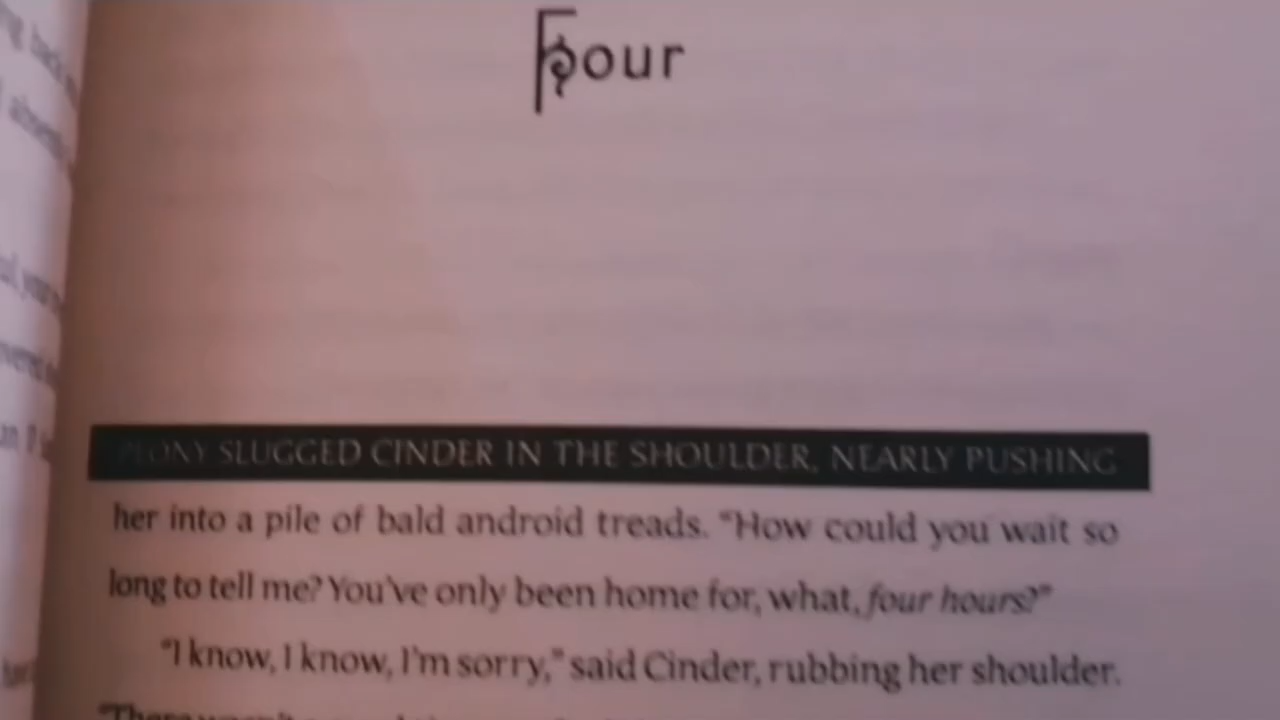 Four
PEONY SLUGGED CINDER IN THE SHOULDER, NEARLY PUSHING
her into a pile of bald android treads. “How could you wait so
long to tell me? You’ve only been home for, what, four hours?”
“I know, I know, I’m sorry,” said Cinder, rubbing her shoulder.